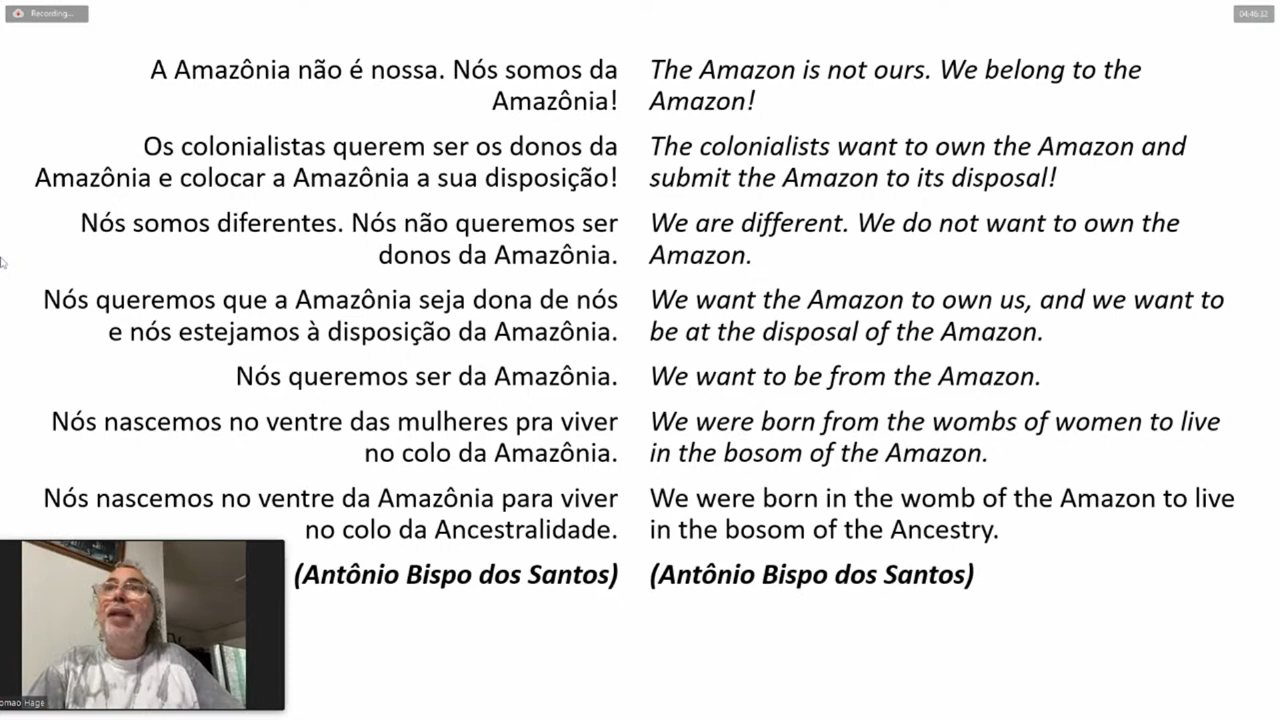 Recording...
04:46:32
A Amazônia não é nossa. Nós somos da
Amazônia!
Os colonialistas querem ser os donos da
Amazônia e colocar a Amazônia a sua disposição!
Nós somos diferentes. Nós não queremos ser
donos da Amazônia.
Nós queremos que a Amazônia seja dona de nós
e nós estejamos à disposição da Amazônia.
Nós queremos ser da Amazônia.
Nós nascemos no ventre das mulheres pra viver
no colo da Amazônia.
Nós nascemos no ventre da Amazônia para viver
no colo da Ancestralidade.
(Antônio Bispo dos Santos)
The Amazon is not ours. We belong to the
Amazon!
The colonialists want to own the Amazon and
submit the Amazon to its disposal!
We are different. We do not want to own the
Amazon.
We want the Amazon to own us, and we want to
be at the disposal of the Amazon.
We want to be from the Amazon.
We were born from the wombs of women to live
in the bosom of the Amazon.
We were born in the womb of the Amazon to live
in the bosom of the Ancestry.
(Antônio Bispo dos Santos)
omao Hage